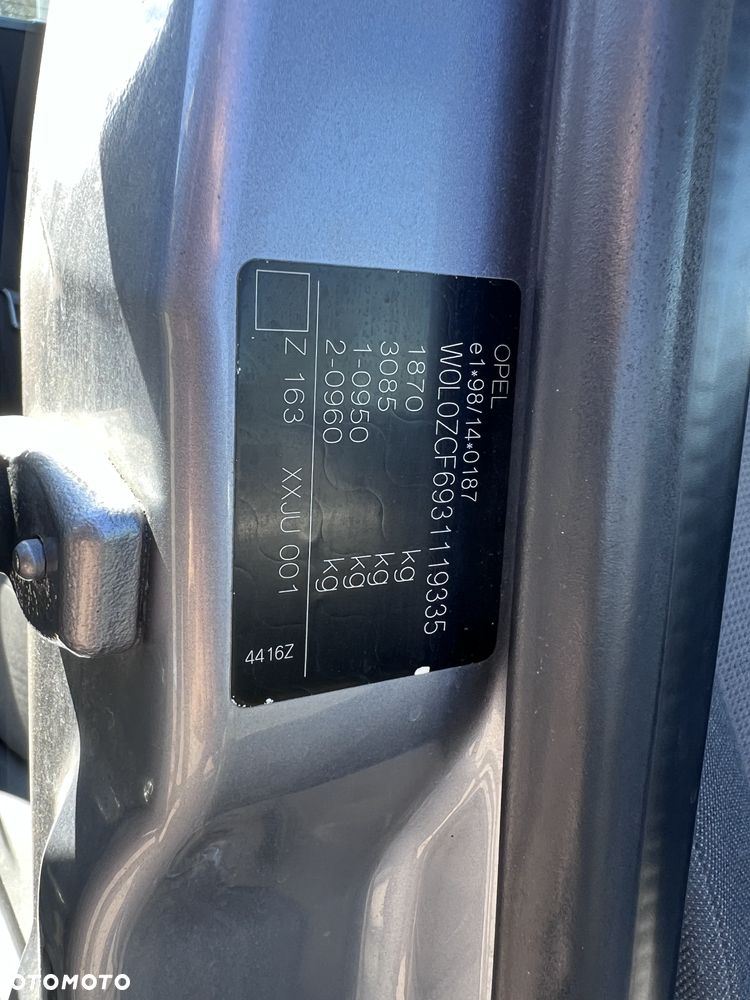 OPEL
e1*98/14*0187
W0L0ZCF6931119335
1870 kg
3085 kg
1-0950 kg
2-0960 kg
Z 163 XXJU 001
4416Z
OTOMOTO